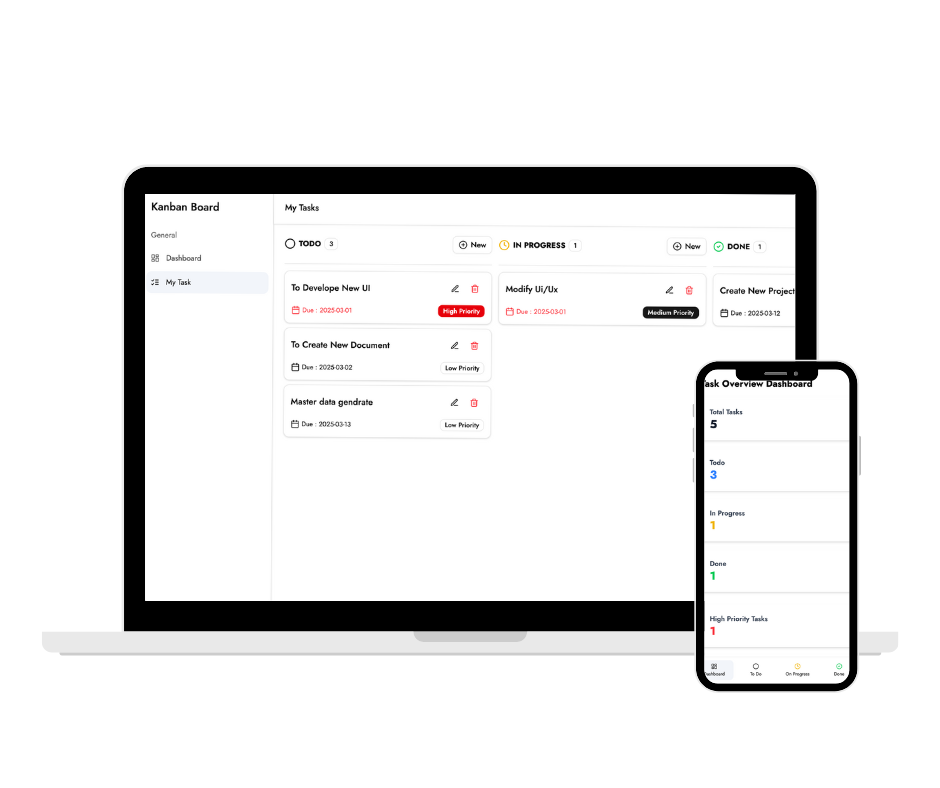 Kanban Board
General
Dashboard
My Task
My Tasks
TODO 3
New
To Develope New UI
Due : 2025-03-01
High Priority
To Create New Document
Due : 2025-03-02
Low Priority
Master data gendrate
Due : 2025-03-13
Low Priority
IN PROGRESS 1
New
Modify Ui/Ux
Due : 2025-03-01
Medium Priority
DONE 1
Create New Project
Due : 2025-03-12
ask Overview Dashboard
Total Tasks
5
Todo
3
In Progress
1
Done
1
High Priority Tasks
1
Dashboard
To Do
On Progress
Done